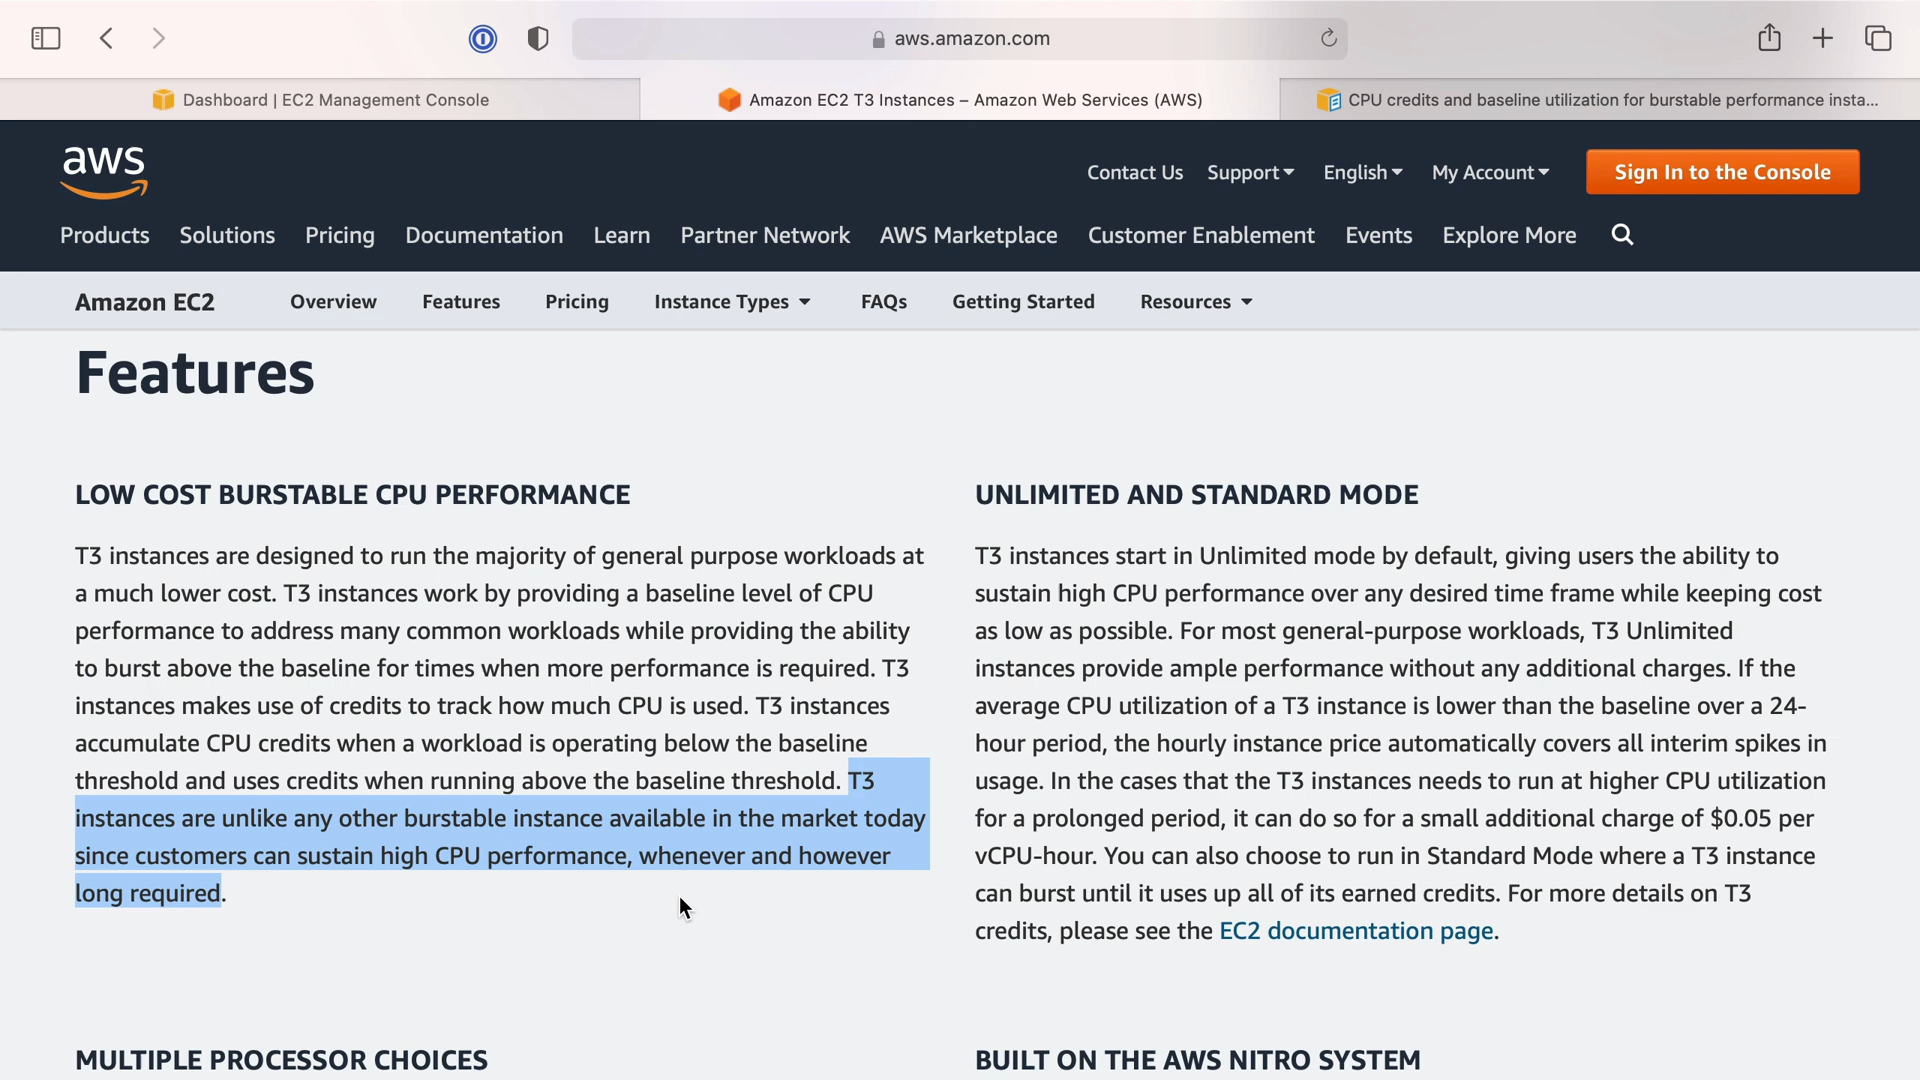 aws.amazon.com
Dashboard | EC2 Management Console
Amazon EC2 T3 Instances – Amazon Web Services (AWS)
CPU credits and baseline utilization for burstable performance insta...
aws
Contact Us
Support
English
My Account
Sign In to the Console
Products
Solutions
Pricing
Documentation
Learn
Partner Network
AWS Marketplace
Customer Enablement
Events
Explore More
Amazon EC2
Overview
Features
Pricing
Instance Types
FAQs
Getting Started
Resources
Features
LOW COST BURSTABLE CPU PERFORMANCE
T3 instances are designed to run the majority of general purpose workloads at
a much lower cost. T3 instances work by providing a baseline level of CPU
performance to address many common workloads while providing the ability
to burst above the baseline for times when more performance is required. T3
instances makes use of credits to track how much CPU is used. T3 instances
accumulate CPU credits when a workload is operating below the baseline
threshold and uses credits when running above the baseline threshold. T3
instances are unlike any other burstable instance available in the market today
since customers can sustain high CPU performance, whenever and however
long required.
UNLIMITED AND STANDARD MODE
T3 instances start in Unlimited mode by default, giving users the ability to
sustain high CPU performance over any desired time frame while keeping cost
as low as possible. For most general-purpose workloads, T3 Unlimited
instances provide ample performance without any additional charges. If the
average CPU utilization of a T3 instance is lower than the baseline over a 24-
hour period, the hourly instance price automatically covers all interim spikes in
usage. In the cases that the T3 instances needs to run at higher CPU utilization
for a prolonged period, it can do so for a small additional charge of $0.05 per
vCPU-hour. You can also choose to run in Standard Mode where a T3 instance
can burst until it uses up all of its earned credits. For more details on T3
credits, please see the EC2 documentation page.
MULTIPLE PROCESSOR CHOICES
BUILT ON THE AWS NITRO SYSTEM